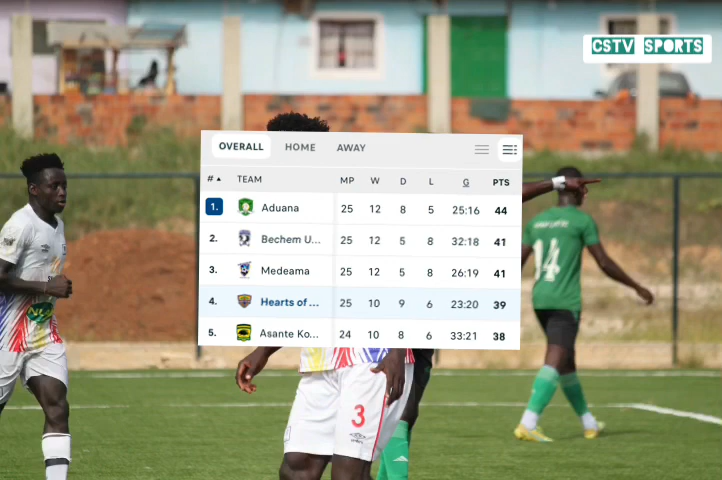 CSTV SPORTS
OVERALL HOME AWAY
# TEAM MP W D L G PTS
1. Aduana 25 12 8 5 25:16 44
2. Bechem U... 25 12 5 8 32:18 41
3. Medeama 25 12 5 8 26:19 41
4. Hearts of ... 25 10 9 6 23:20 39
5. Asante Ko... 24 10 8 6 33:21 38
14
3